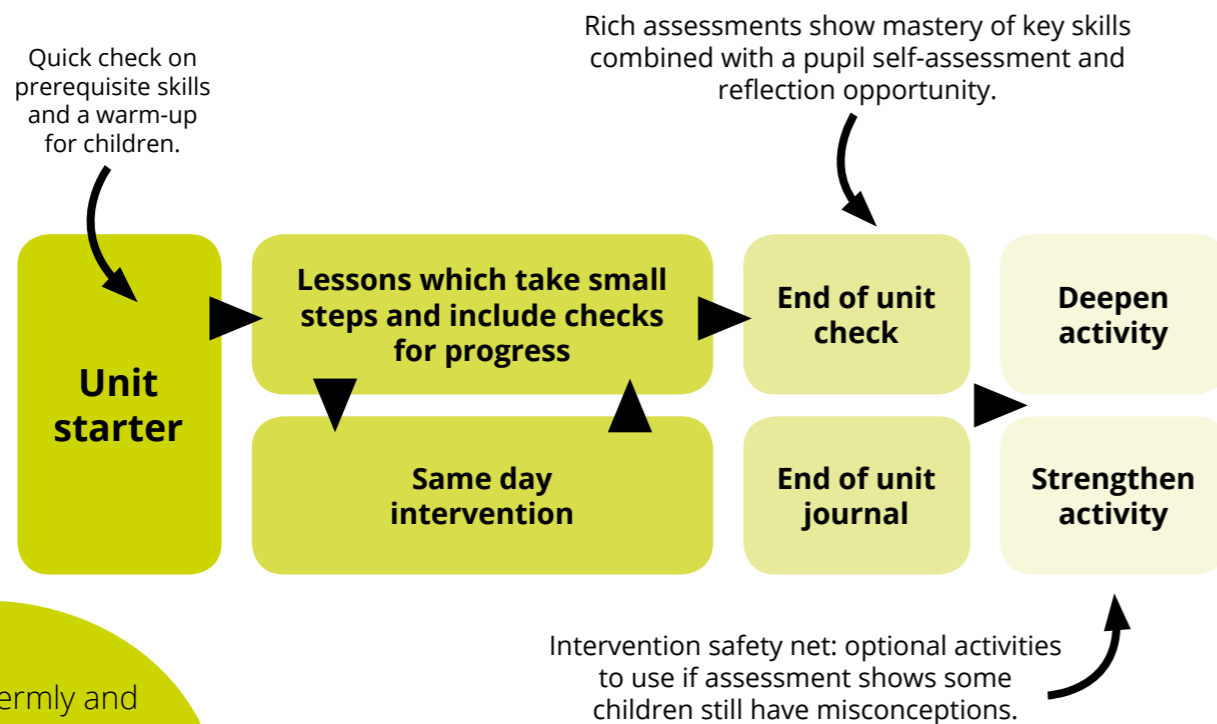 Quick check on
prerequisite skills
and a warm-up
for children.
Rich assessments show mastery of key skills
combined with a pupil self-assessment and
reflection opportunity.
Unit
starter
Lessons which take small
steps and include checks
for progress
Same day
intervention
End of unit
check
End of unit
journal
Deepen
activity
Strengthen
activity
Intervention safety net: optional activities
to use if assessment shows some
children still have misconceptions.
ermly and